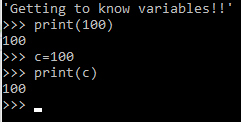 'Getting to know variables!!'
>>> print(100)
100
>>> c=100
>>> print(c)
100
>>>